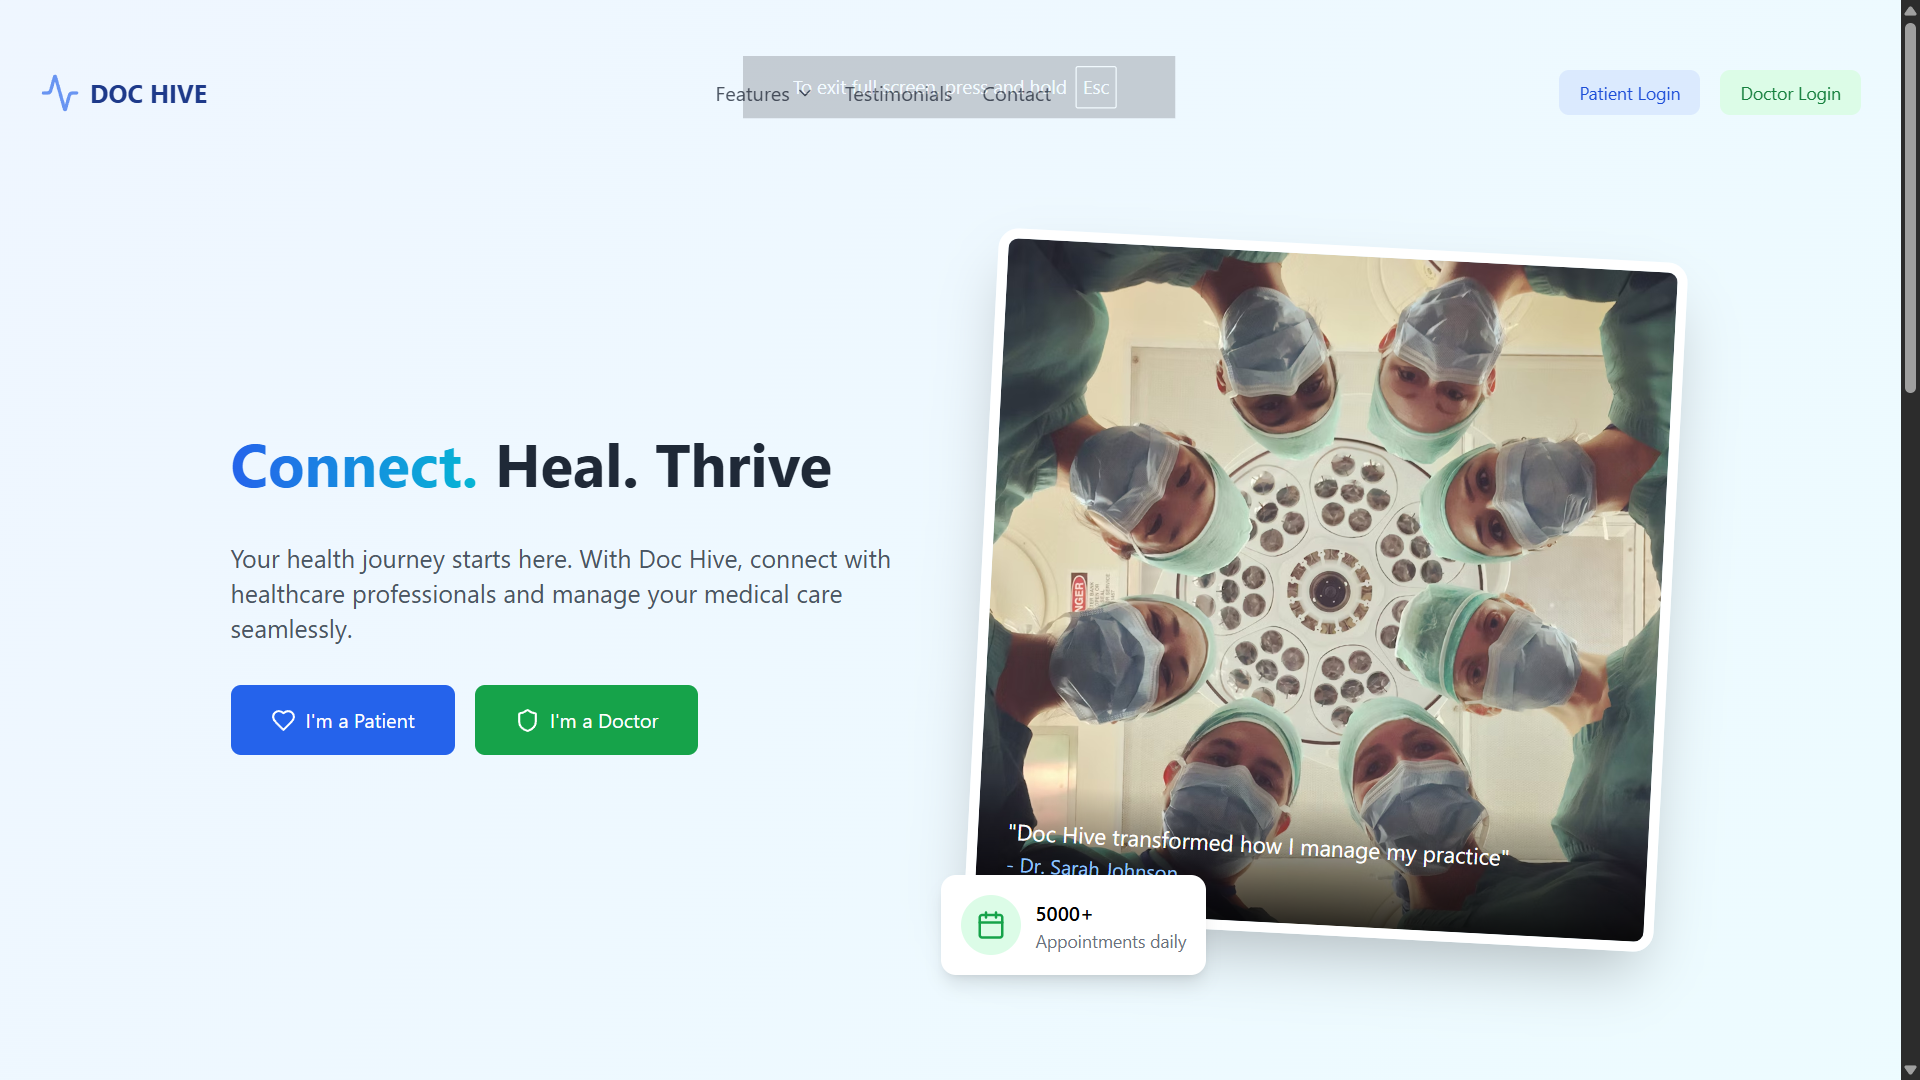 DOC HIVE
Features
Testimonials
Contact
To exit full screen, press and hold Esc
Patient Login
Doctor Login
Connect. Heal. Thrive
Your health journey starts here. With Doc Hive, connect with
healthcare professionals and manage your medical care
seamlessly.
I'm a Patient
I'm a Doctor
"Doc Hive transformed how I manage my practice"
- Dr. Sarah Johnson
5000+
Appointments daily